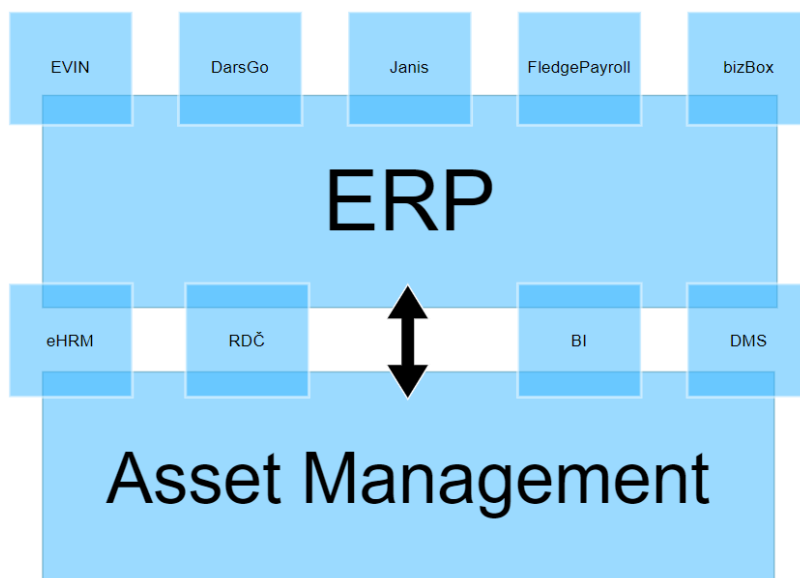 EVIN DarsGo Janis FledgePayroll bizBox
ERP
eHRM RDČ BI DMS
Asset Management